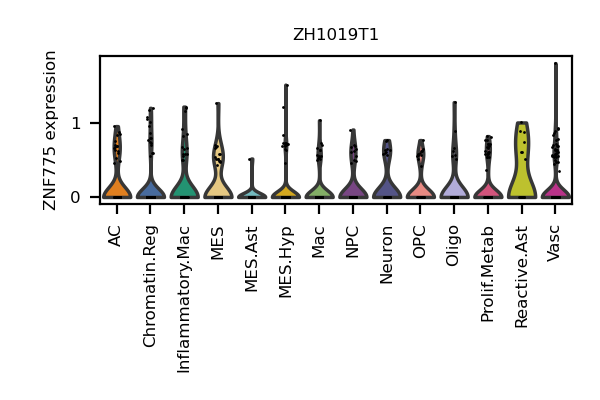 ZH1019T1
ZNF775 expression
1
0
AC
Chromatin.Reg
Inflammatory.Mac
MES
MES.Ast
MES.Hyp
Mac
NPC
Neuron
OPC
Oligo
Prolif.Metab
Reactive.Ast
Vasc